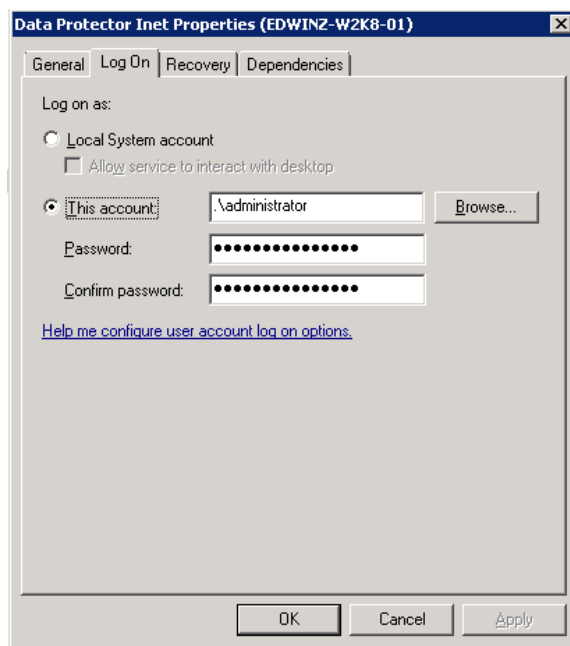 Data Protector Inet Properties (EDWINZ-W2K8-01)
General Log On Recovery Dependencies
Log on as:
Local System account
Allow service to interact with desktop
This account: .\administrator Browse...
Password: •••••••••••••••
Confirm password: •••••••••••••••
Help me configure user account log on options.
OK Cancel Apply